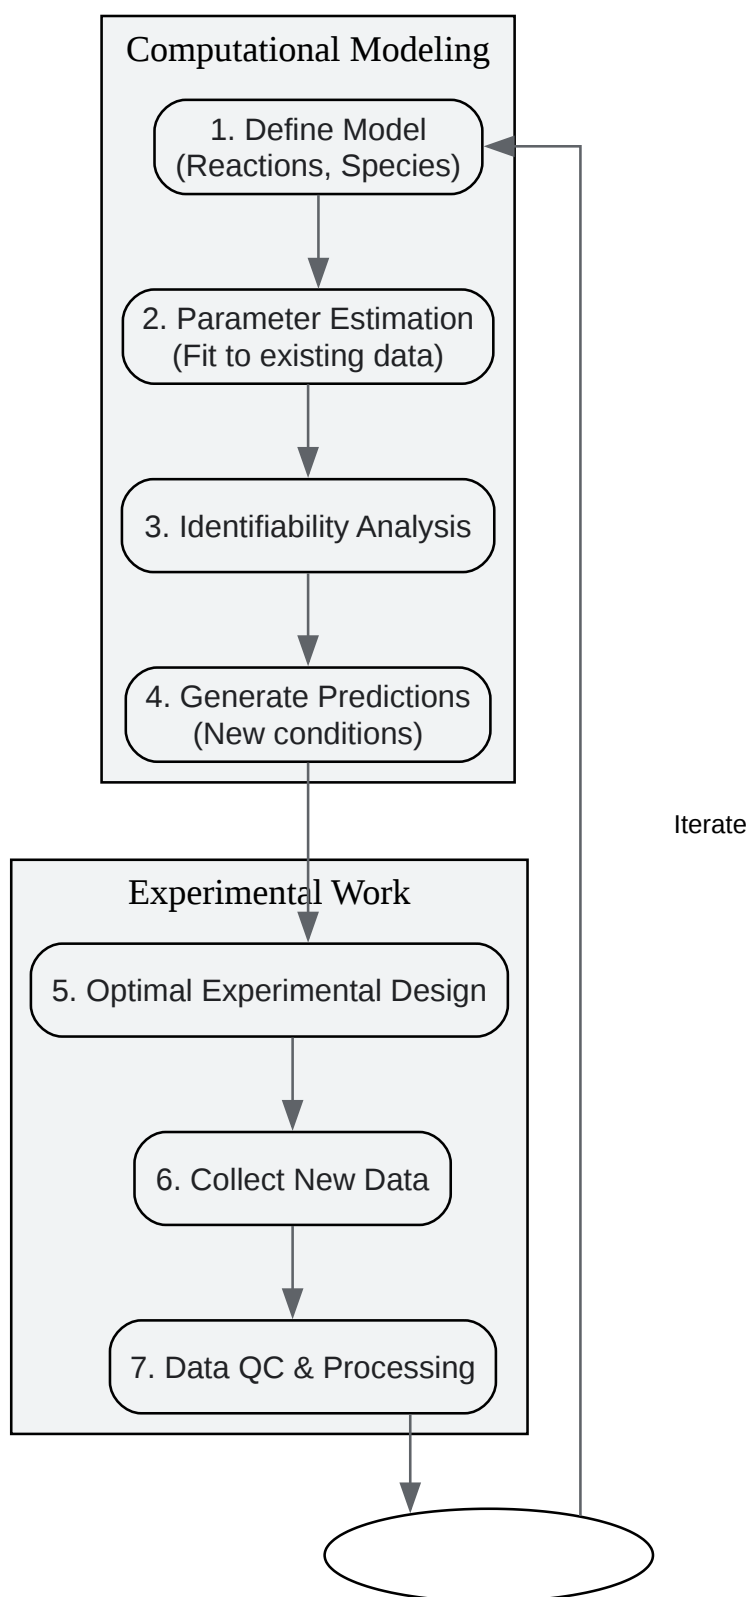 Computational Modeling
1. Define Model
(Reactions, Species)
2. Parameter Estimation
(Fit to existing data)
3. Identifiability Analysis
4. Generate Predictions
(New conditions)
Iterate
Experimental Work
5. Optimal Experimental Design
6. Collect New Data
7. Data QC & Processing